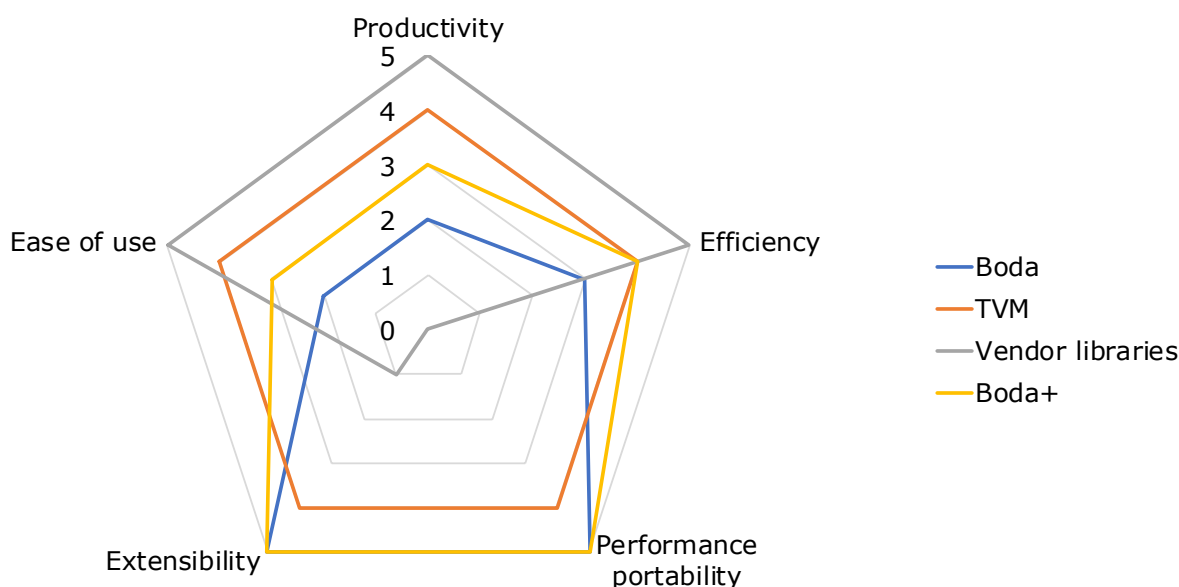 Productivity
5
4
3
2
1
0
Ease of use
Efficiency
Extensibility
Performance
portability
Boda
TVM
Vendor libraries
Boda+